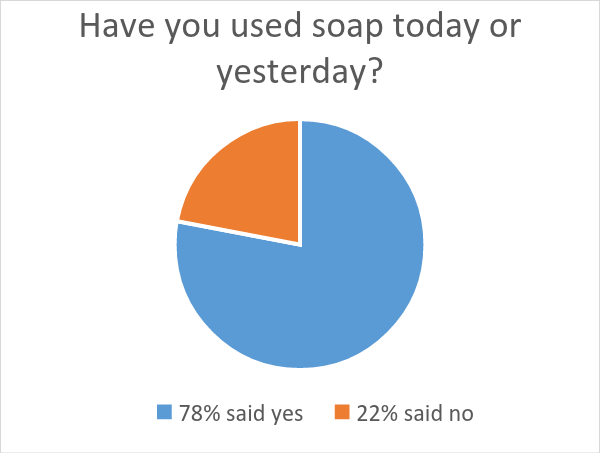 Have you used soap today or
yesterday?
78% said yes 22% said no